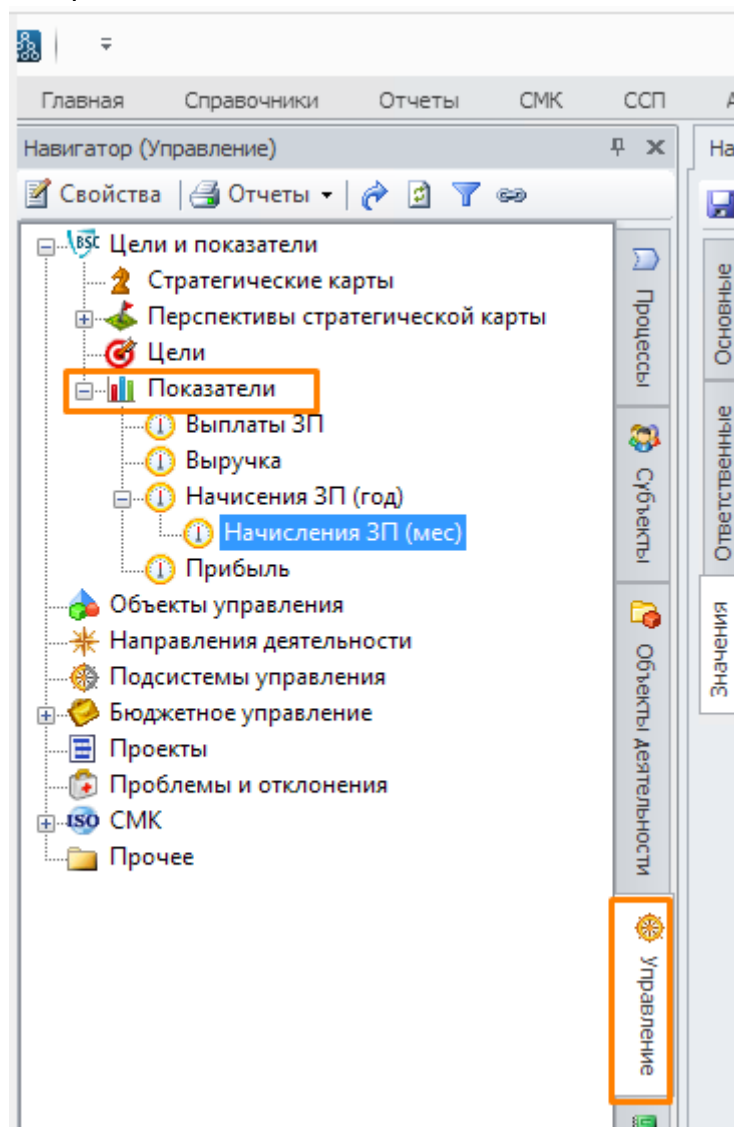 Главная Справочники Отчеты СМК ССП
Навигатор (Управление)
На
Свойства Отчеты
BSC Цели и показатели
Стратегические карты
Перспективы стратегической карты
Цели
Показатели
Выплаты ЗП
Выручка
Начисения ЗП (год)
Начисления ЗП (мес)
Прибыль
Объекты управления
Направления деятельности
Подсистемы управления
Бюджетное управление
Проекты
Проблемы и отклонения
ISO СМК
Прочее
Процессы
Субъекты
Объекты деятельности
Управление
Основные
Ответственные
Значения